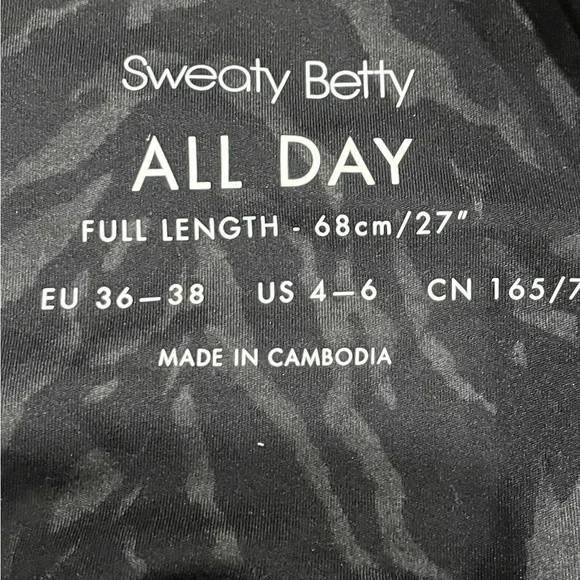 Sweaty Betty
ALL DAY
FULL LENGTH - 68cm/27"
EU 36–38 US 4–6 CN 165/7
MADE IN CAMBODIA